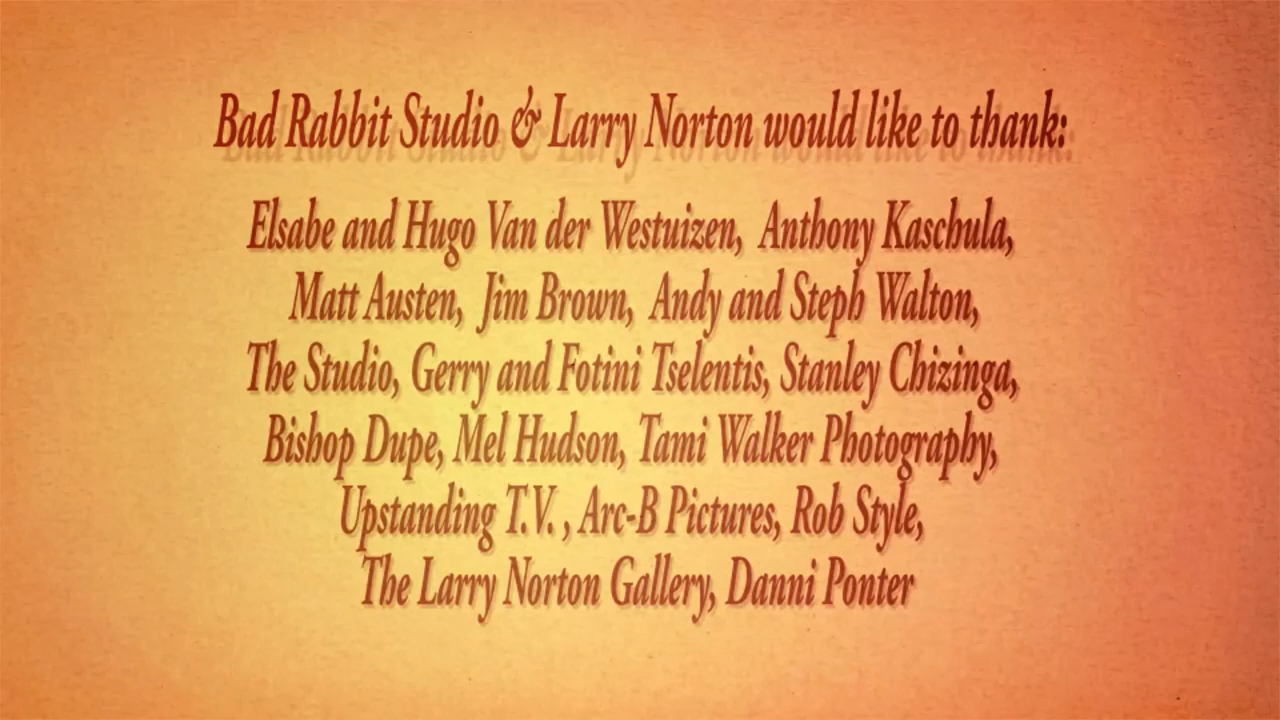 Bad Rabbit Studio & Larry Norton would like to thank:
Elsabe and Hugo Van der Westuizen, Anthony Kaschula,
Matt Austen, Jim Brown, Andy and Steph Walton,
The Studio, Gerry and Fotini Tselentis, Stanley Chizinga,
Bishop Dupe, Mel Hudson, Tami Walker Photography,
Upstanding T.V. , Arc-B Pictures, Rob Style,
The Larry Norton Gallery, Danni Ponter